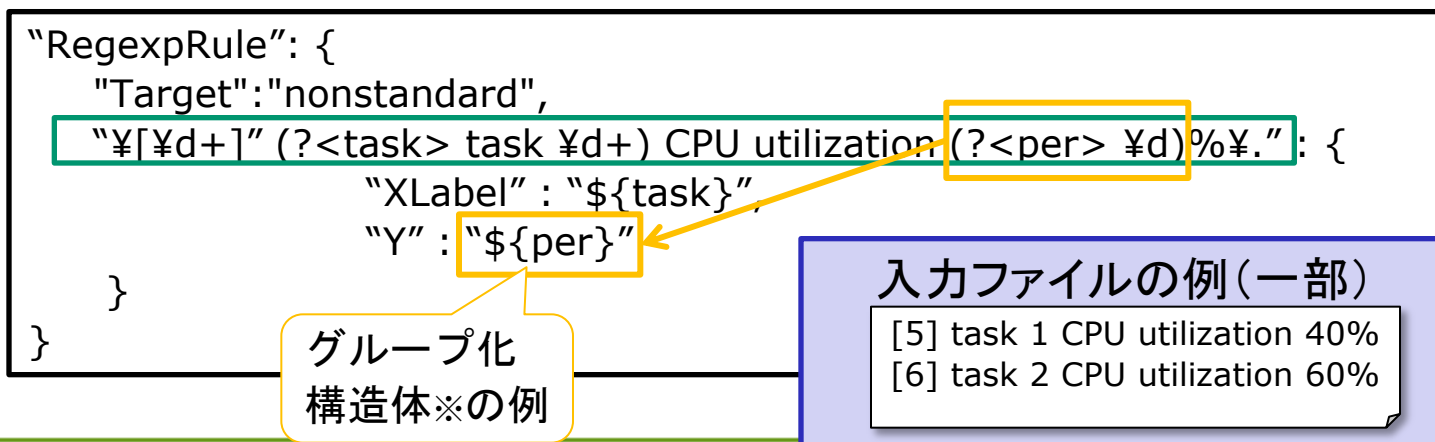 “RegexpRule”: {
"Target":"nonstandard",
“¥[¥d+]” (?<task> task ¥d+) CPU utilization (?<per> ¥d)%¥.” : {
“XLabel” : “${task}”,
“Y” : “${per}”
}
}
グループ化
構造体※の例
入力ファイルの例(一部)
[5] task 1 CPU utilization 40%
[6] task 2 CPU utilization 60%